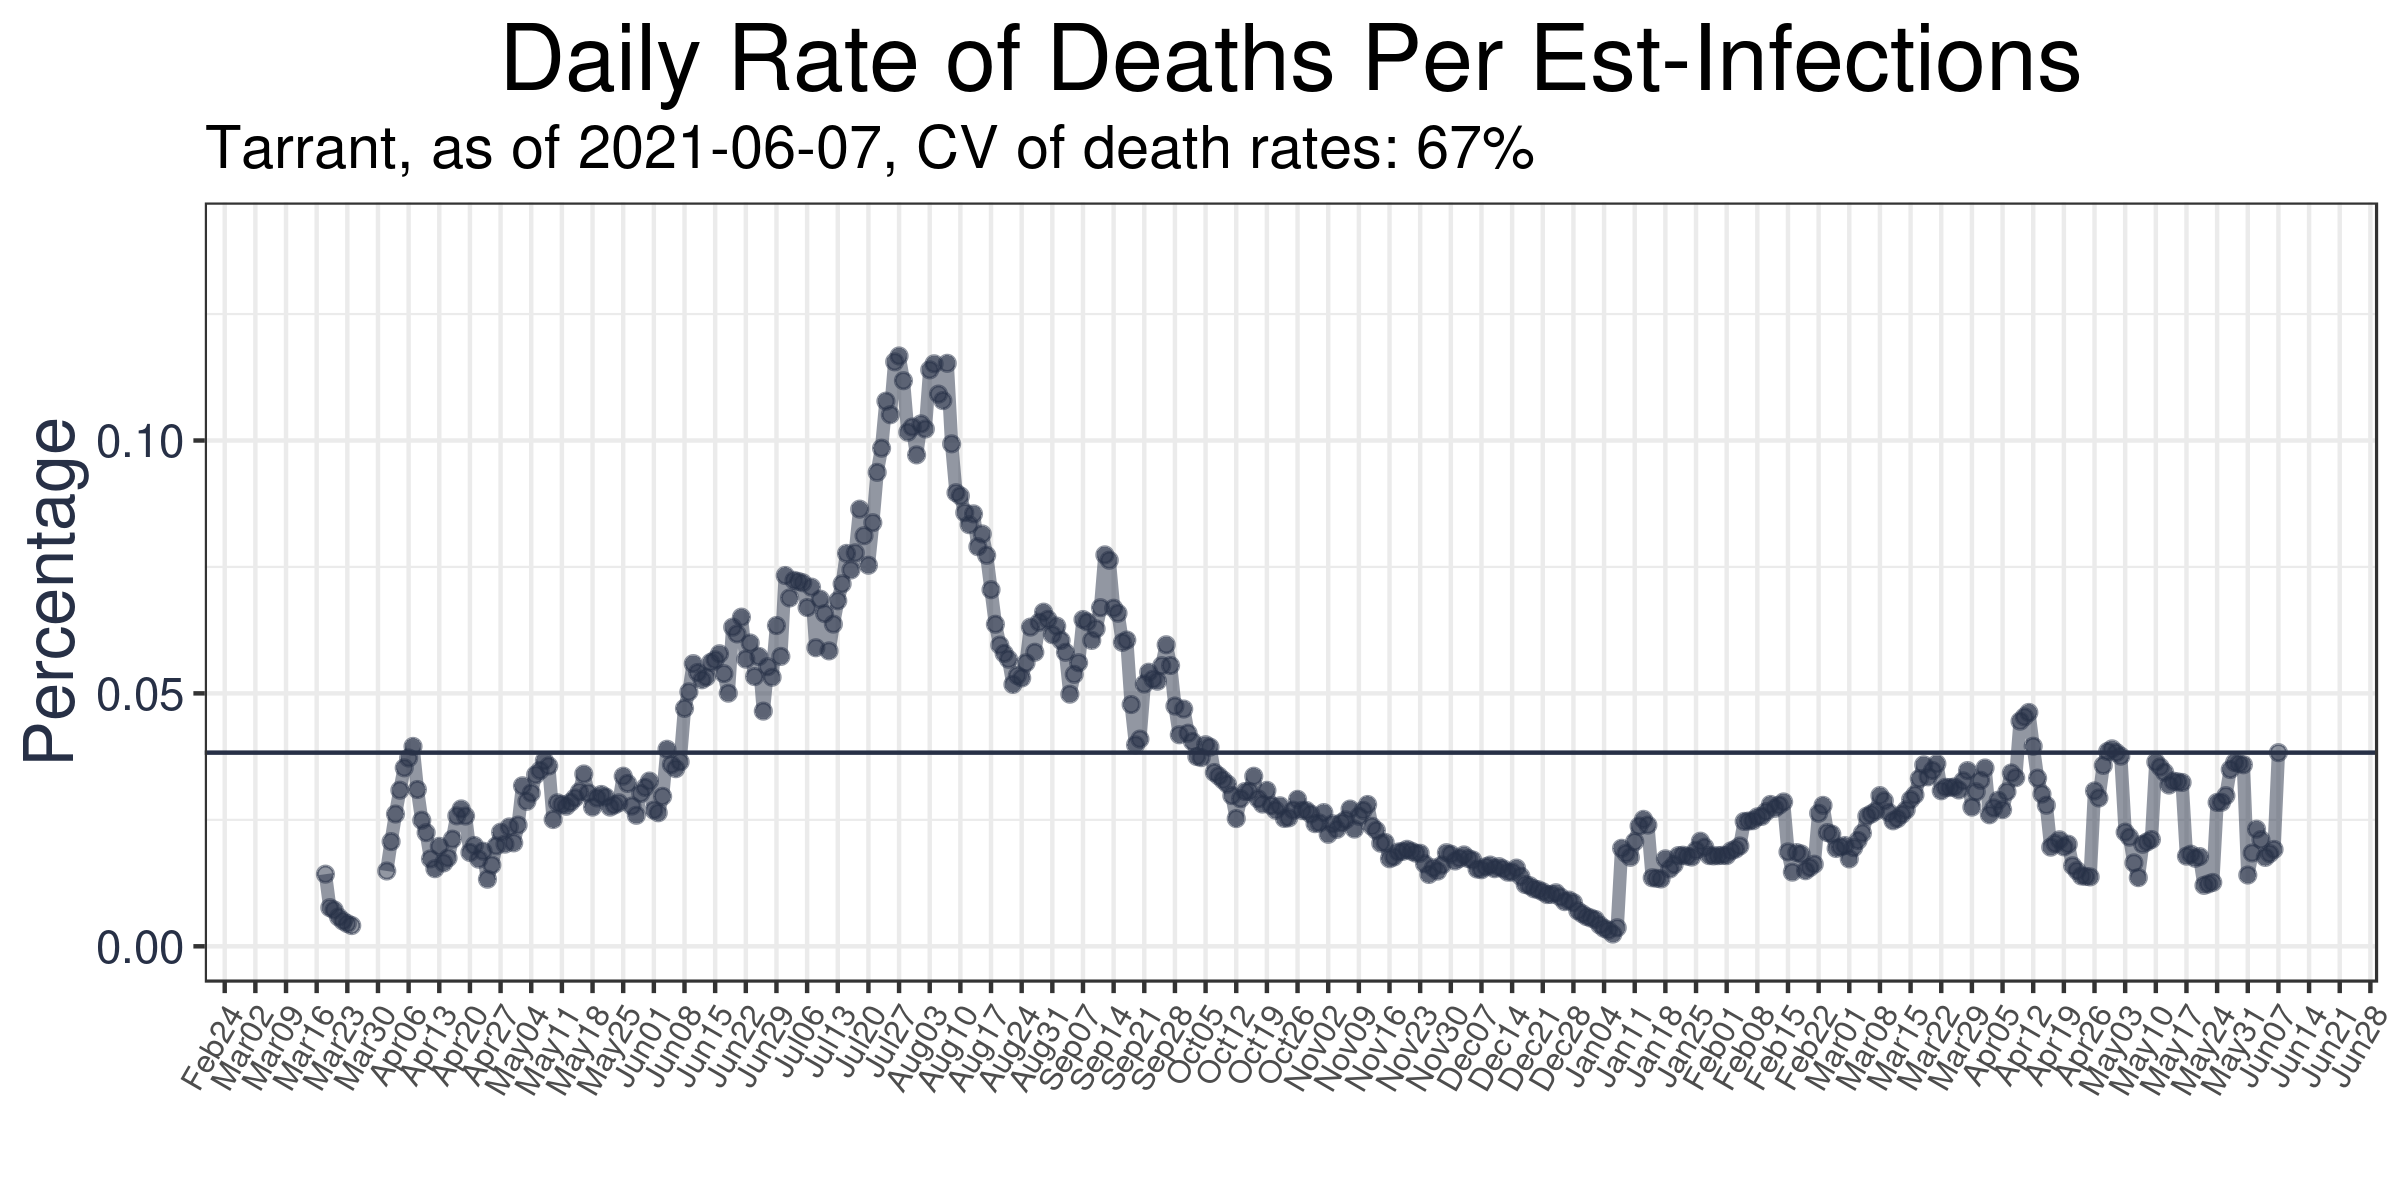 Daily Rate of Deaths Per Est-Infections
Tarrant, as of 2021-06-07, CV of death rates: 67%
Percentage
0.10
0.05
0.00
Feb24
Mar02
Mar09
Mar16
Mar23
Mar30
Apr06
Apr13
Apr20
Apr27
May04
May11
May18
May25
Jun01
Jun08
Jun15
Jun22
Jun29
Jul06
Jul13
Jul20
Jul27
Aug03
Aug10
Aug17
Aug24
Aug31
Sep07
Sep14
Sep21
Sep28
Oct05
Oct12
Oct19
Oct26
Nov02
Nov09
Nov16
Nov23
Nov30
Dec07
Dec14
Dec21
Dec28
Jan04
Jan11
Jan18
Jan25
Feb01
Feb08
Feb15
Feb22
Mar01
Mar08
Mar15
Mar22
Mar29
Apr05
Apr12
Apr19
Apr26
May03
May10
May17
May24
May31
Jun07
Jun14
Jun21
Jun28